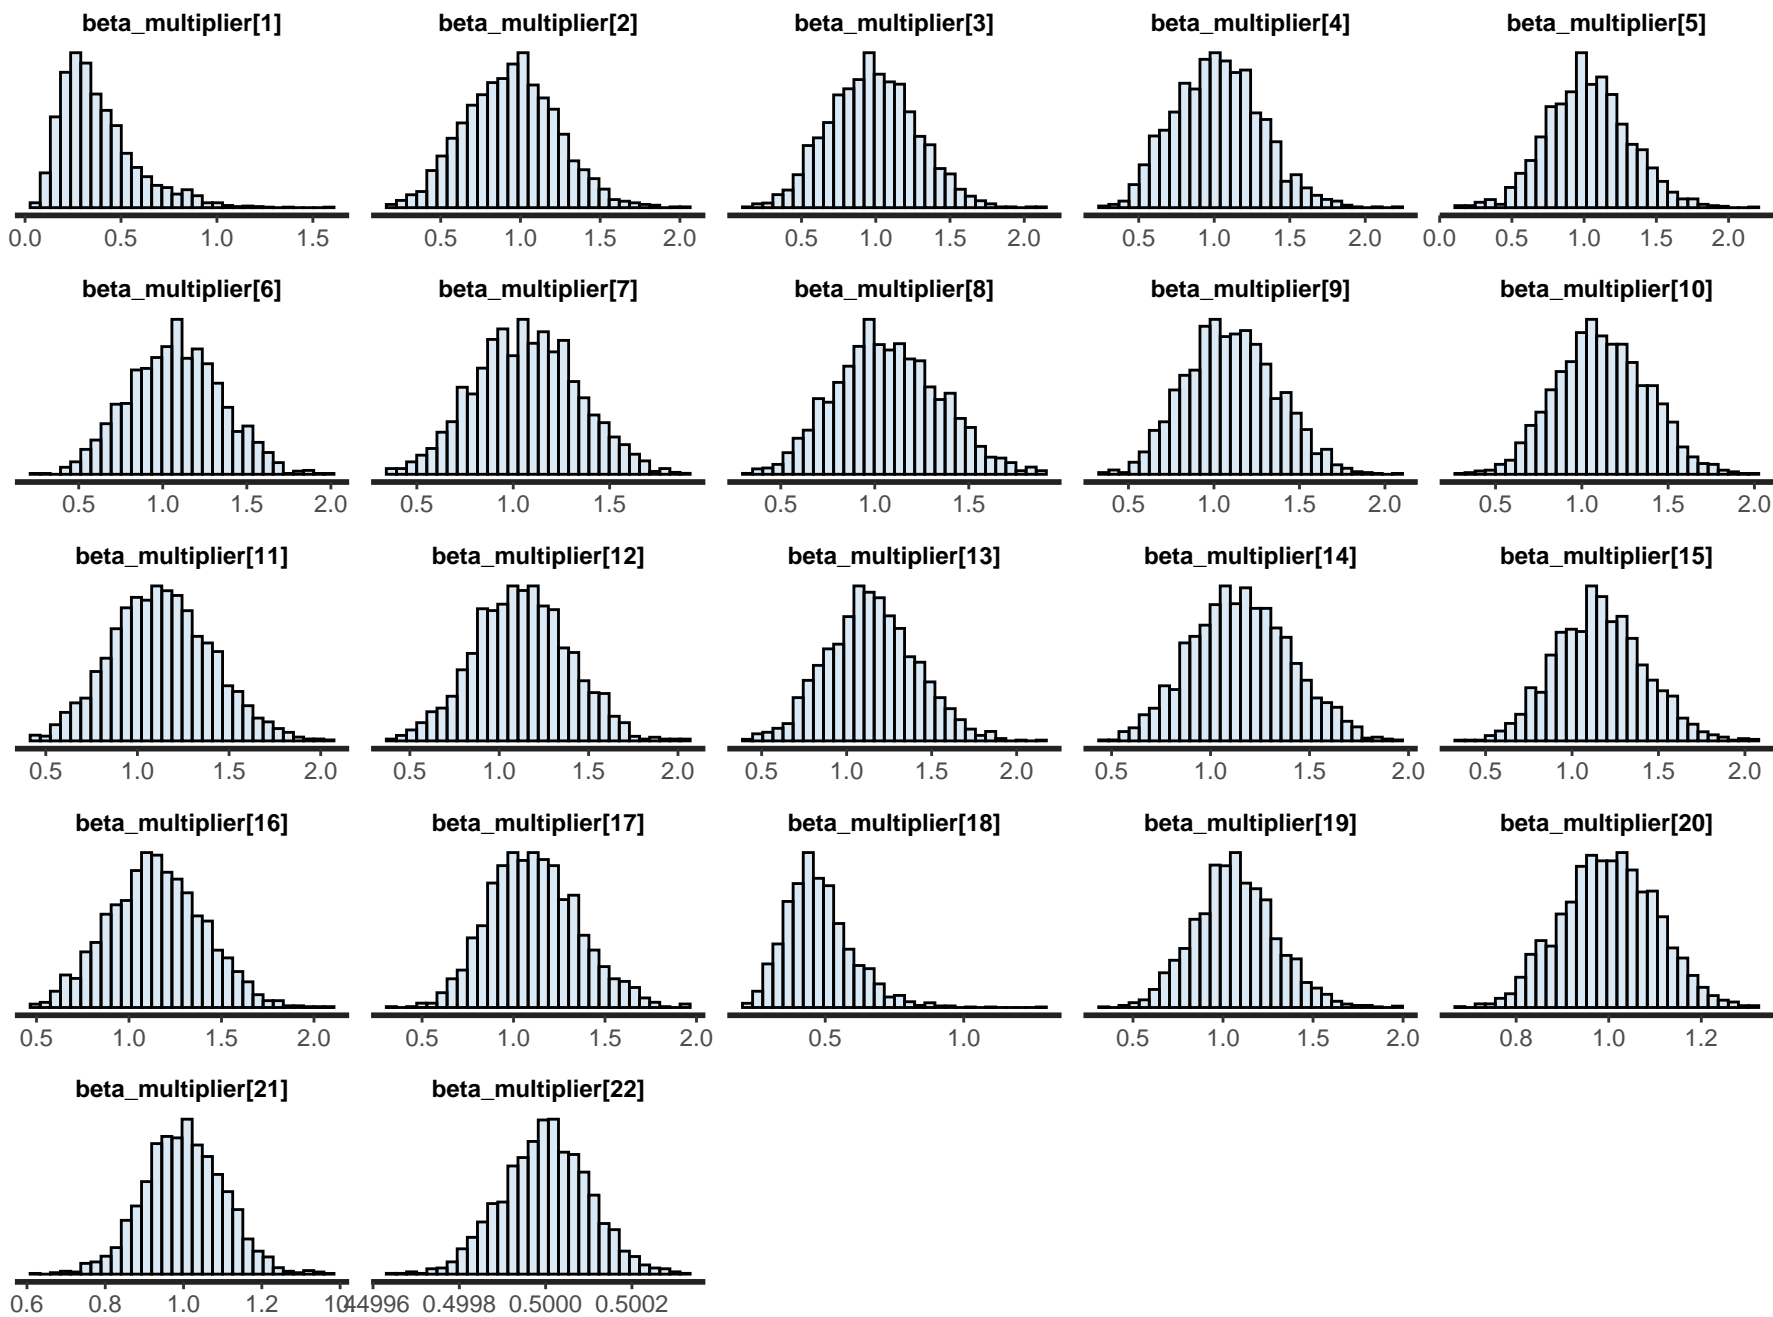 beta_multiplier[1] beta_multiplier[2] beta_multiplier[3] beta_multiplier[4] beta_multiplier[5]
0.0 0.5 1.0 1.5 0.5 1.0 1.5 2.0 0.5 1.0 1.5 2.0 0.5 1.0 1.5 2.0 0.0 0.5 1.0 1.5 2.0
beta_multiplier[6] beta_multiplier[7] beta_multiplier[8] beta_multiplier[9] beta_multiplier[10]
0.5 1.0 1.5 2.0 0.5 1.0 1.5 0.5 1.0 1.5 0.5 1.0 1.5 2.0 0.5 1.0 1.5 2.0
beta_multiplier[11] beta_multiplier[12] beta_multiplier[13] beta_multiplier[14] beta_multiplier[15]
0.5 1.0 1.5 2.0 0.5 1.0 1.5 2.0 0.5 1.0 1.5 2.0 0.5 1.0 1.5 2.0 0.5 1.0 1.5 2.0
beta_multiplier[16] beta_multiplier[17] beta_multiplier[18] beta_multiplier[19] beta_multiplier[20]
0.5 1.0 1.5 2.0 0.5 1.0 1.5 2.0 0.5 1.0 0.5 1.0 1.5 2.0 0.8 1.0 1.2
beta_multiplier[21] beta_multiplier[22]
0.6 0.8 1.0 1.2 1.4 0.4996 0.4998 0.5000 0.5002